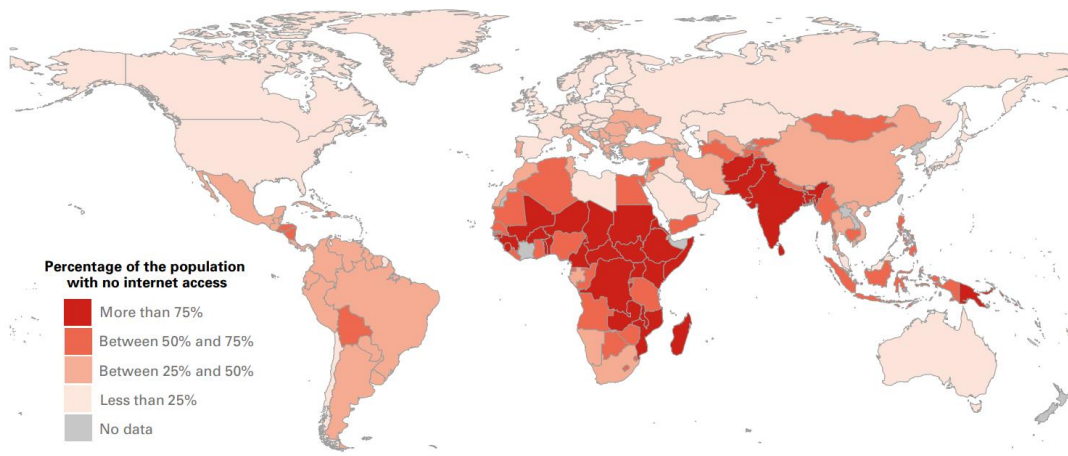 Percentage of the population
with no internet access
More than 75%
Between 50% and 75%
Between 25% and 50%
Less than 25%
No data